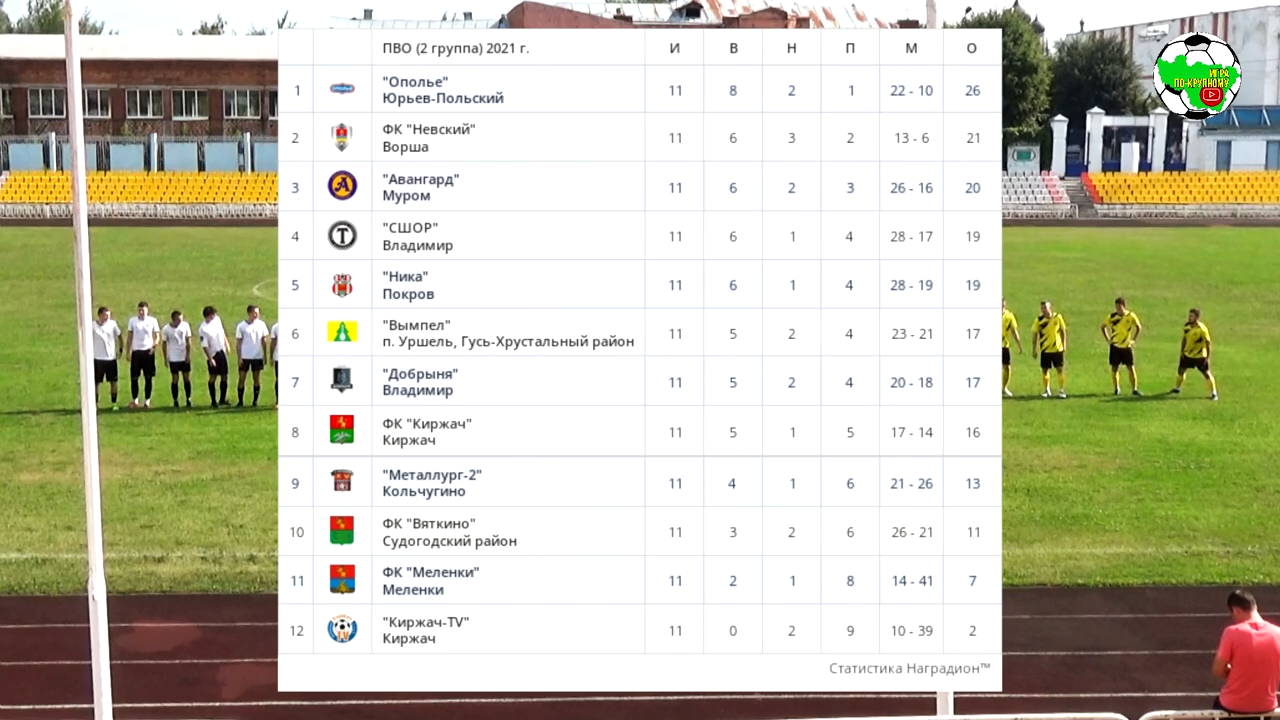 ПВО (2 группа) 2021 г. И В Н П М О
1 "Ополье" Юрьев-Польский 11 8 2 1 22 - 10 26
2 ФК "Невский" Ворша 11 6 3 2 13 - 6 21
3 "Авангард" Муром 11 6 2 3 26 - 16 20
4 "СШОР" Владимир 11 6 1 4 28 - 17 19
5 "Ника" Покров 11 6 1 4 28 - 19 19
6 "Вымпел" п. Уршель, Гусь-Хрустальный район 11 5 2 4 23 - 21 17
7 "Добрыня" Владимир 11 5 2 4 20 - 18 17
8 ФК "Киржач" Киржач 11 5 1 5 17 - 14 16
9 "Металлург-2" Кольчугино 11 4 1 6 21 - 26 13
10 ФК "Вяткино" Судогодский район 11 3 2 6 26 - 21 11
11 ФК "Меленки" Меленки 11 2 1 8 14 - 41 7
12 "Киржач-TV" Киржач 11 0 2 9 10 - 39 2
Статистика Наградион™
ИГРА
ПО-КРУПНОМУ